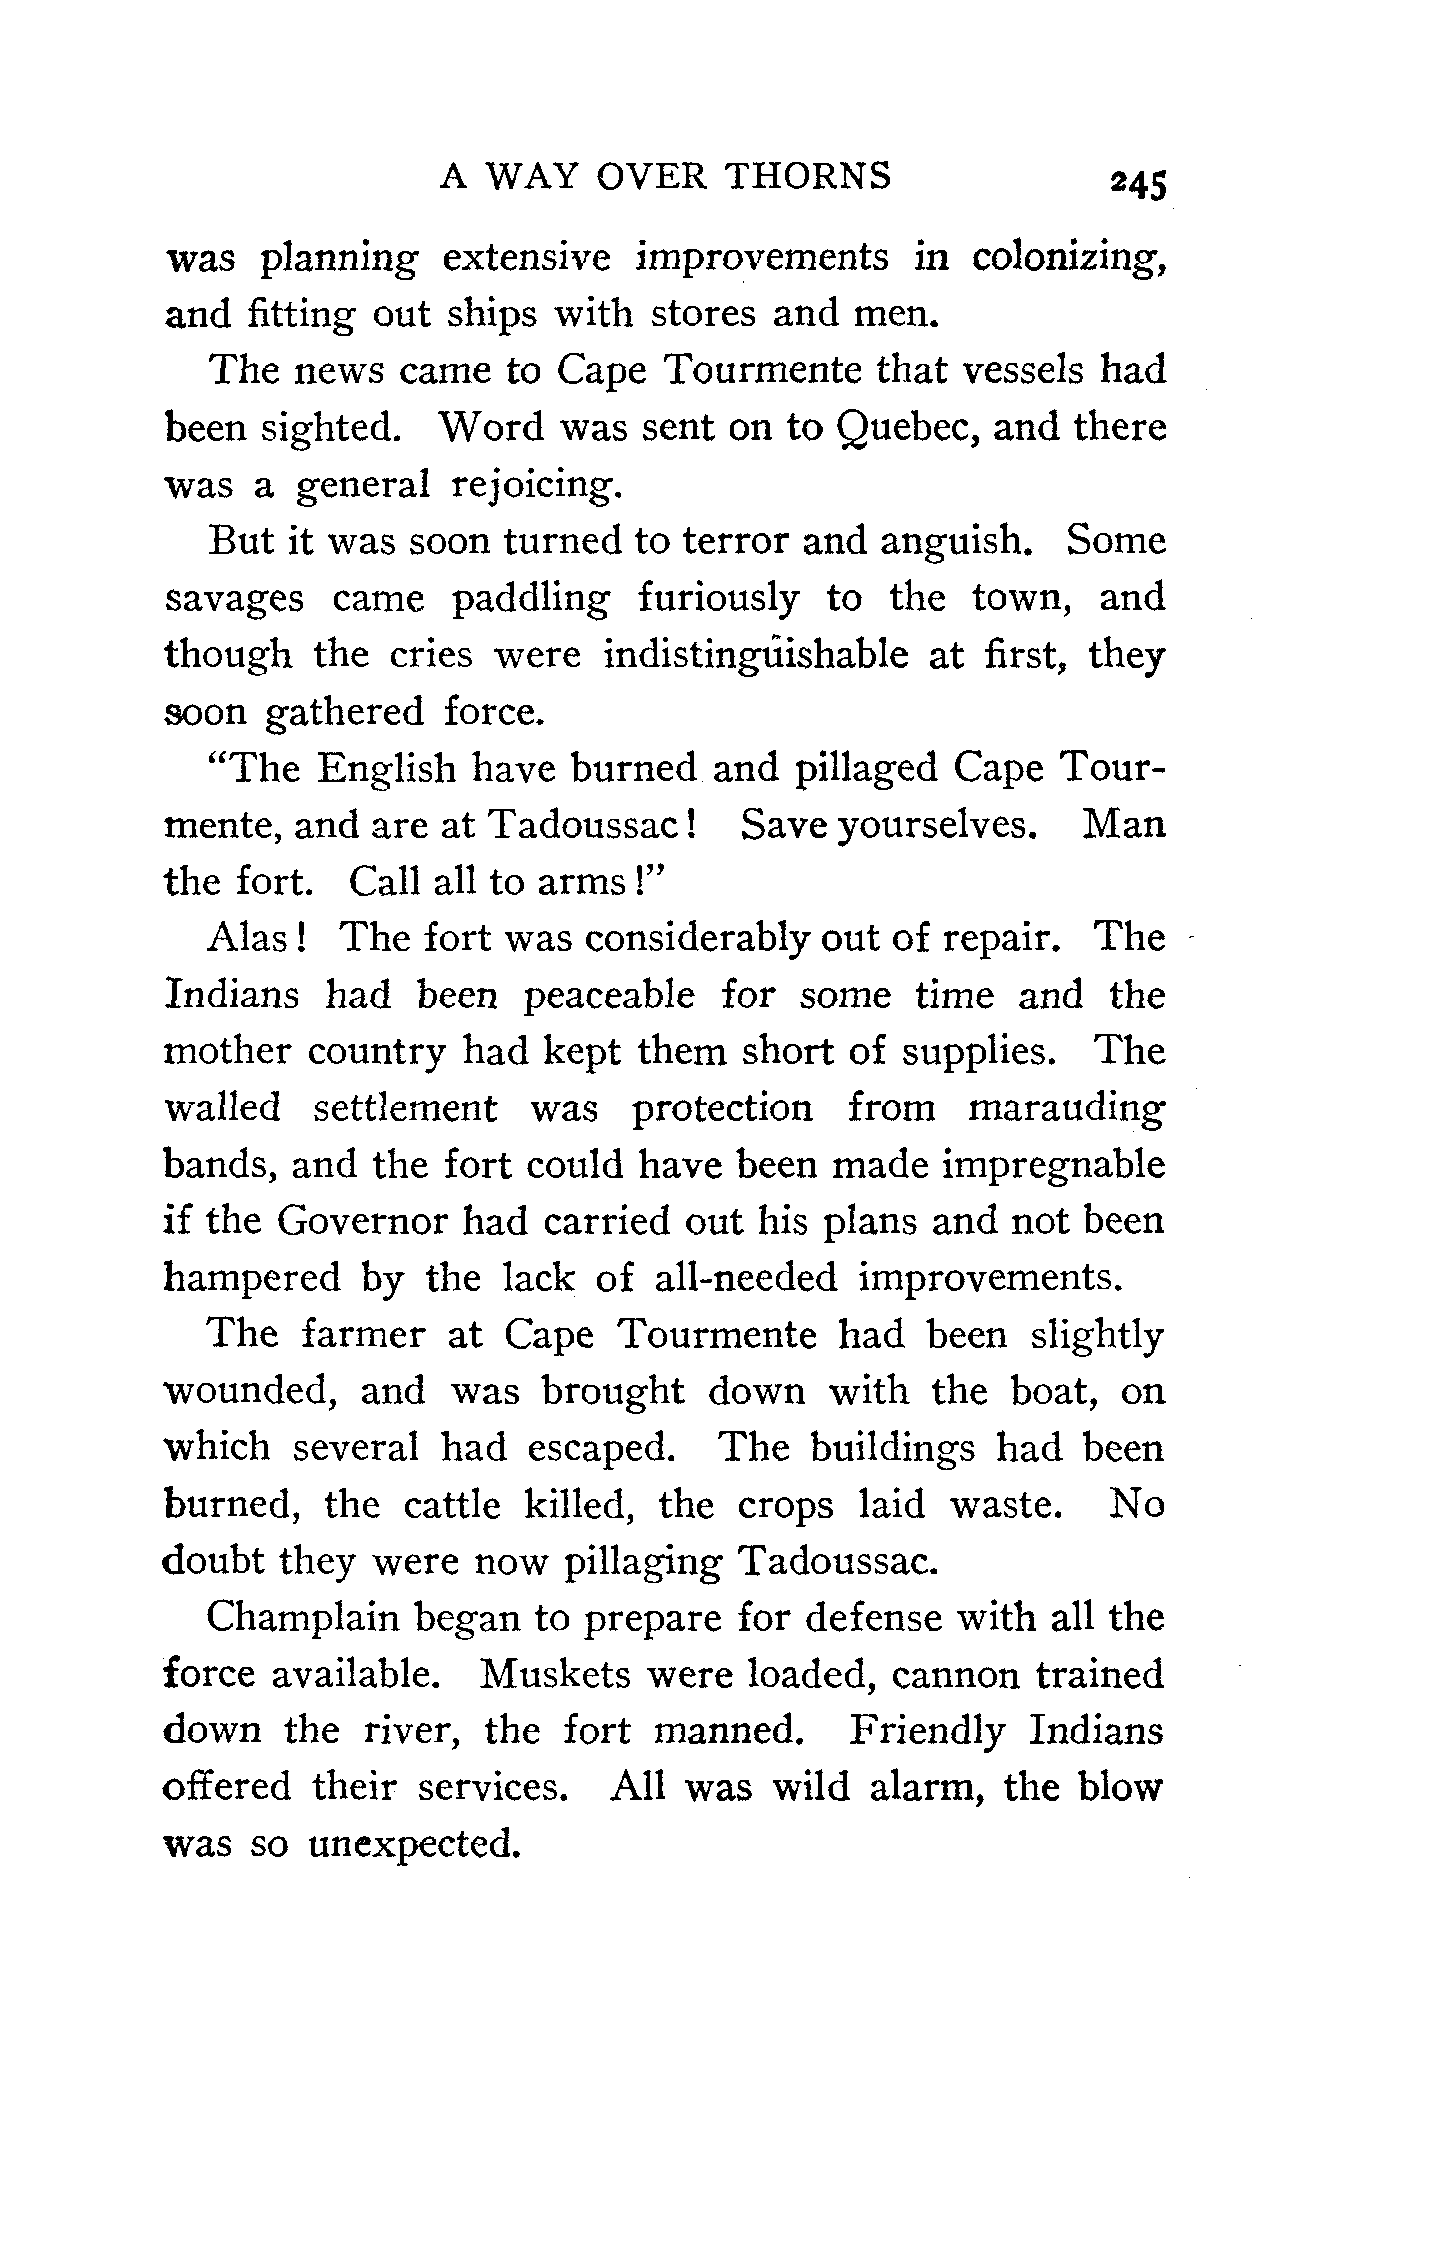 A WAY OVER THORNS 245
was planning extensive improvements in colonizing,
and fitting out ships with stores and men.
The news came to Cape Tourmente that vessels had
been sighted. Word was sent on to Quebec, and there
was a general rejoicing.
But it was soon turned to terror and anguish. Some
savages came paddling furiously to the town, and
though the cries were indistinguishable at first, they
soon gathered force.
"The English have burned and pillaged Cape Tour-
mente, and are at Tadoussac! Save yourselves. Man
the fort. Call all to arms!"
Alas! The fort was considerably out of repair. The
Indians had been peaceable for some time and the
mother country had kept them short of supplies. The
walled settlement was protection from marauding
bands, and the fort could have been made impregnable
if the Governor had carried out his plans and not been
hampered by the lack of all-needed improvements.
The farmer at Cape Tourmente had been slightly
wounded, and was brought down with the boat, on
which several had escaped. The buildings had been
burned, the cattle killed, the crops laid waste. No
doubt they were now pillaging Tadoussac.
Champlain began to prepare for defense with all the
force available. Muskets were loaded, cannon trained
down the river, the fort manned. Friendly Indians
offered their services. All was wild alarm, the blow
was so unexpected.